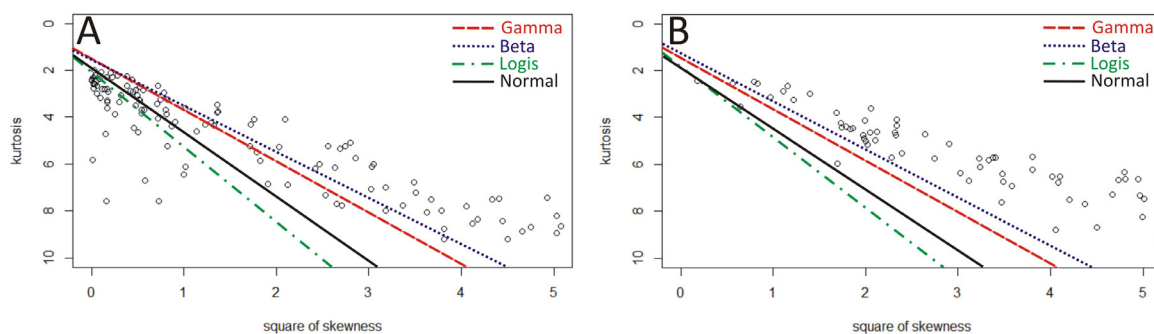 A
Gamma
Beta
Logis
Normal
kurtosis
0
2
4
6
8
10
0 1 2 3 4 5
square of skewness
B
Gamma
Beta
Logis
Normal
kurtosis
0
2
4
6
8
10
0 1 2 3 4 5
square of skewness